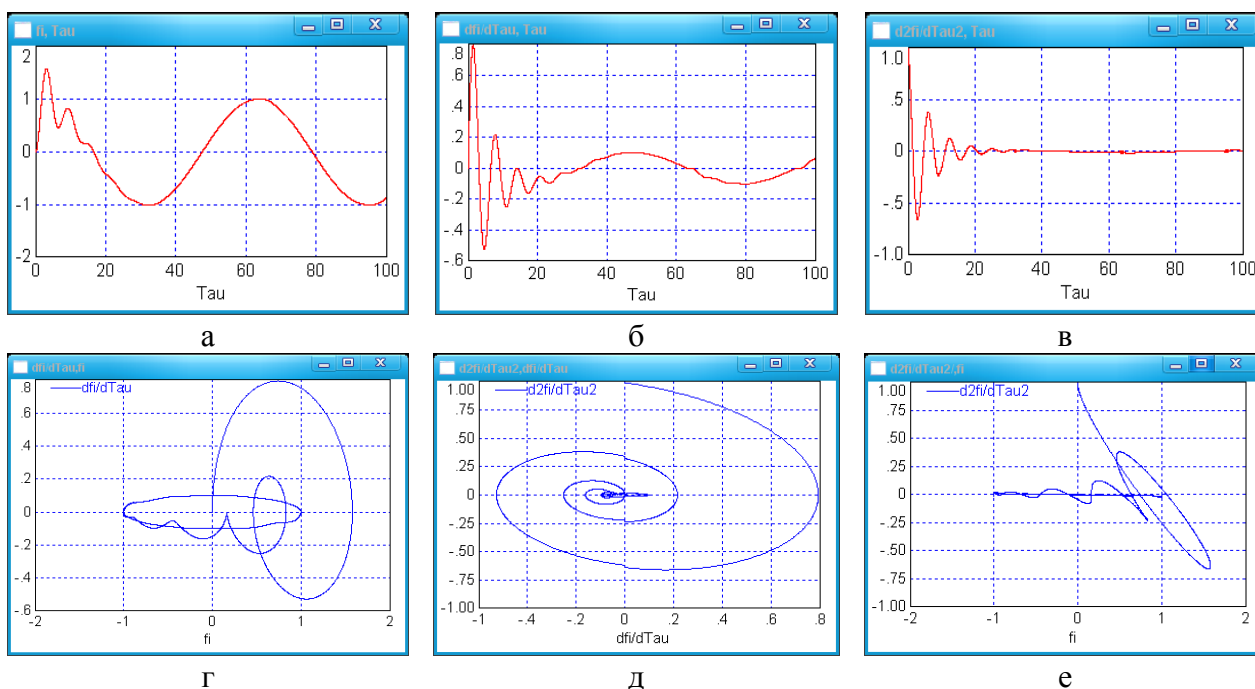 fi, Tau
2
1
0
-1
-2
0 20 40 60 80 100
Tau
а
dfi/dTau, Tau
.8
.6
.4
.2
0
-.2
-.4
-.6
0 20 40 60 80 100
Tau
б
d2fi/dTau2, Tau
1.0
.5
0
-.5
-1.0
0 20 40 60 80 100
Tau
в
dfi/dTau,fi
dfi/dTau
.8
.6
.4
.2
0
-.2
-.4
-.6
-2 -1 0 1 2
fi
г
d2fi/dTau2,dfi/dTau
d2fi/dTau2
1.00
.75
.50
.25
0
-.25
-.50
-.75
-1.00
-.6 -.4 -.2 0 .2 .4 .6 .8
dfi/dTau
д
d2fi/dTau2/,fi
d2fi/dTau2
1.00
.75
.50
.25
0
-.25
-.50
-.75
-1.00
-2 -1 0 1 2
fi
е